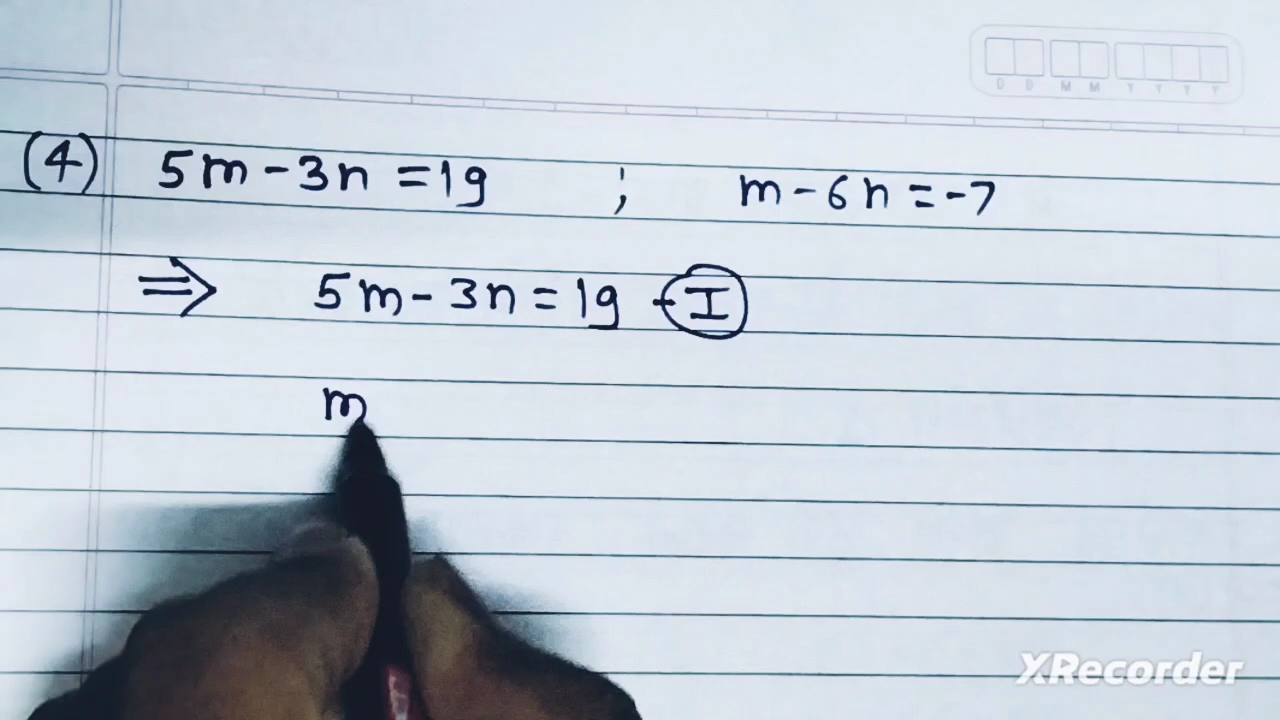 D D M M Y Y Y Y
(4) 5m - 3n = 19 ; m - 6n = -7
⇒ 5m - 3n = 19 - Ⓘ
m
XRecorder